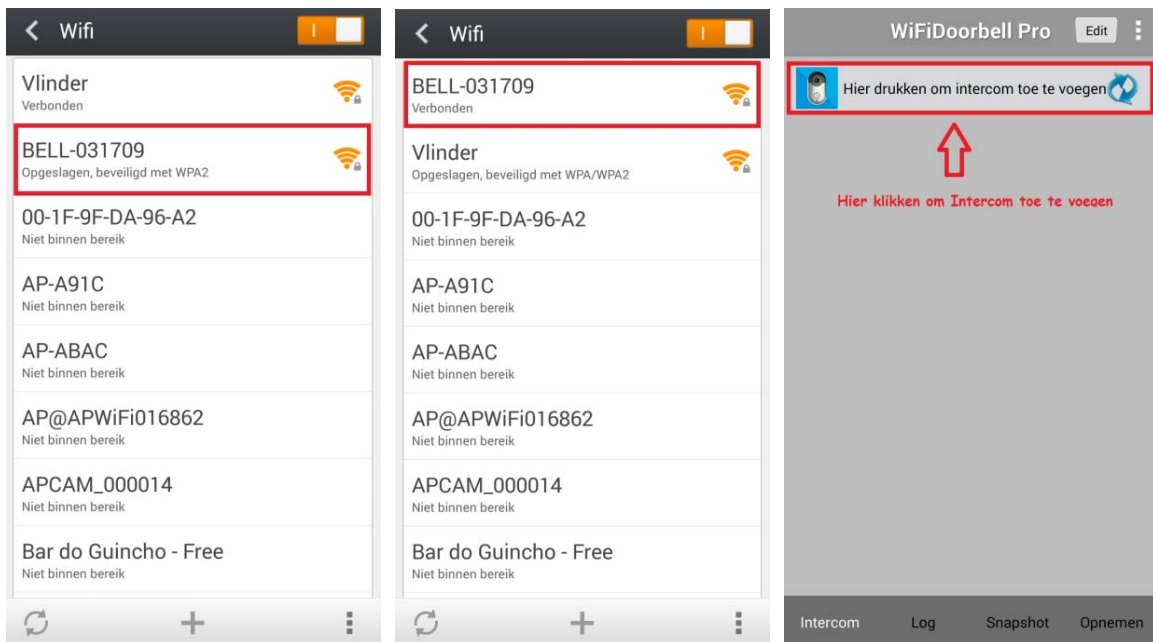 Wifi
Vlinder
Verbonden
BELL-031709
Opgeslagen, beveiligd met WPA2
00-1F-9F-DA-96-A2
Niet binnen bereik
AP-A91C
Niet binnen bereik
AP-ABAC
Niet binnen bereik
AP@APWiFi016862
Niet binnen bereik
APCAM_000014
Niet binnen bereik
Bar do Guincho - Free
Niet binnen bereik
Wifi
BELL-031709
Verbonden
Vlinder
Opgeslagen, beveiligd met WPA/WPA2
00-1F-9F-DA-96-A2
Niet binnen bereik
AP-A91C
Niet binnen bereik
AP-ABAC
Niet binnen bereik
AP@APWiFi016862
Niet binnen bereik
APCAM_000014
Niet binnen bereik
Bar do Guincho - Free
Niet binnen bereik
WiFiDoorbell Pro Edit
Hier drukken om intercom toe te voegen
Hier klikken om Intercom toe te voegen
Intercom Log Snapshot Opnemen